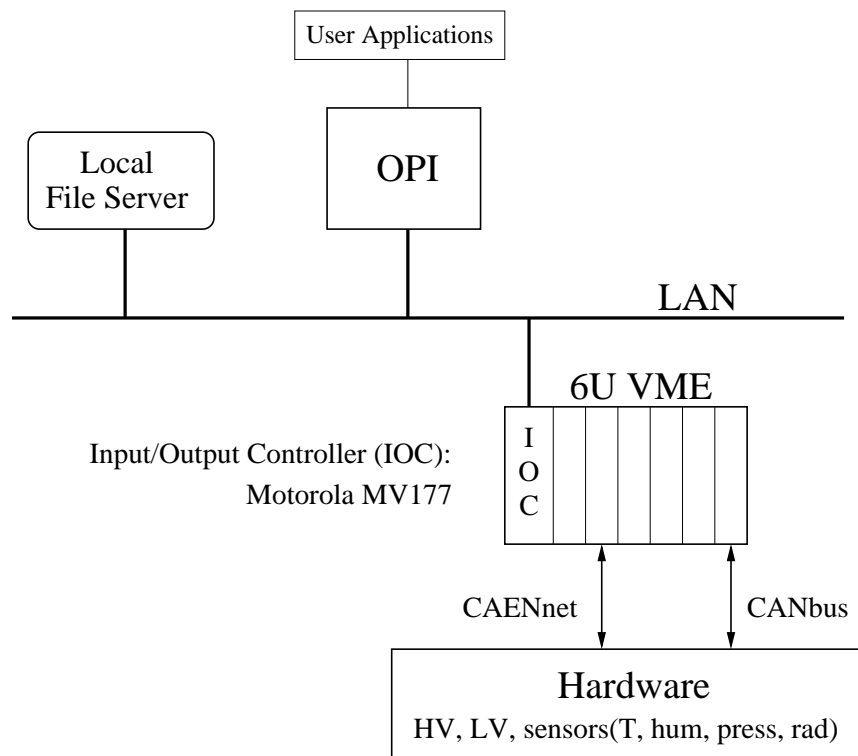 User Applications
Local
File Server
OPI
LAN
6U VME
Input/Output Controller (IOC):
Motorola MV177
I
O
C
CAENnet
CANbus
Hardware
HV, LV, sensors(T, hum, press, rad)